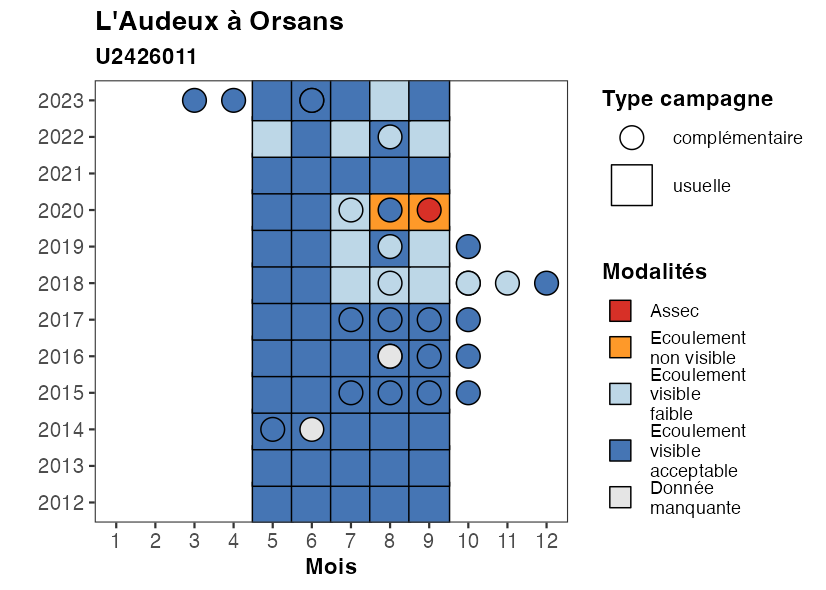 L'Audeux à Orsans
U2426011
2023
2022
2021
2020
2019
2018
2017
2016
2015
2014
2013
2012
1 2 3 4 5 6 7 8 9 10 11 12
Mois
Type campagne
complémentaire
usuelle
Modalités
Assec
Ecoulement
non visible
Ecoulement
visible
faible
Ecoulement
visible
acceptable
Donnée
manquante